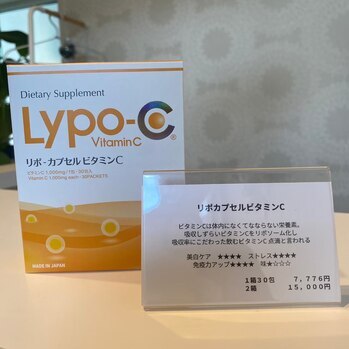 Dietary Supplement
Lypo-C®
Vitamin C
リポ-カプセルビタミンC
ビタミンC 1,000mg/1包・30包入
Vitamin C 1,000mg each・30PACKETS
MADE IN JAPAN
リポカプセルビタミンC
ビタミンCは体内になくてなならない栄養素。
吸収しずらいビタミンCをリポソーム化し
吸収率にこだわった飲むビタミンC点滴と言われる
美白ケア ★★★★ ストレス★★★★
免疫力アップ★★★★ 味★☆☆☆
1箱30包 7,776円
2箱 15,000円